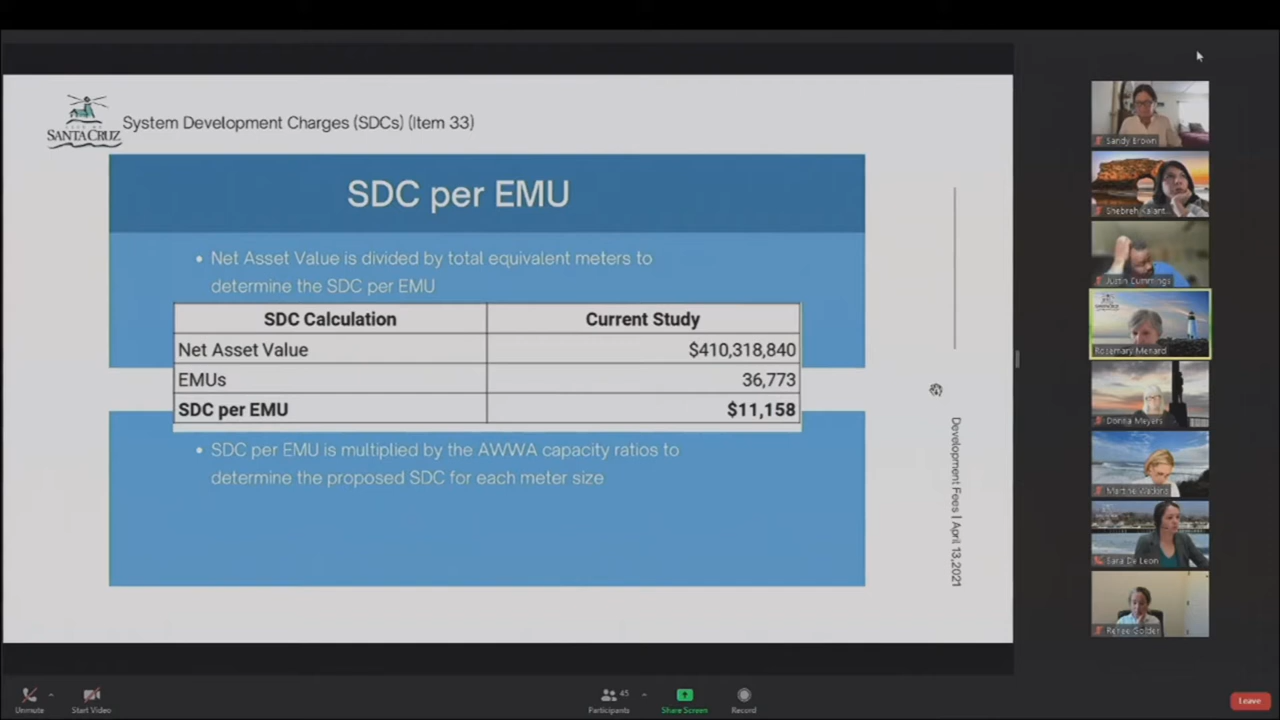 SANTA CRUZ
System Development Charges (SDCs) (Item 33)
SDC per EMU
• Net Asset Value is divided by total equivalent meters to
determine the SDC per EMU
SDC Calculation
Current Study
Net Asset Value
$410,318,840
EMUs
36,773
SDC per EMU
$11,158
• SDC per EMU is multiplied by the AWWA capacity ratios to
determine the proposed SDC for each meter size
Development Fees | April 13,2021
Sandy Brown
Shebreh Kalant...
Justin Cummings
Rosemary Menard
Donna Meyers
Martine Watkins
Sara De Leon
Renee Golder
Unmute
Start Video
45
Participants
Share Screen
Record
Leave